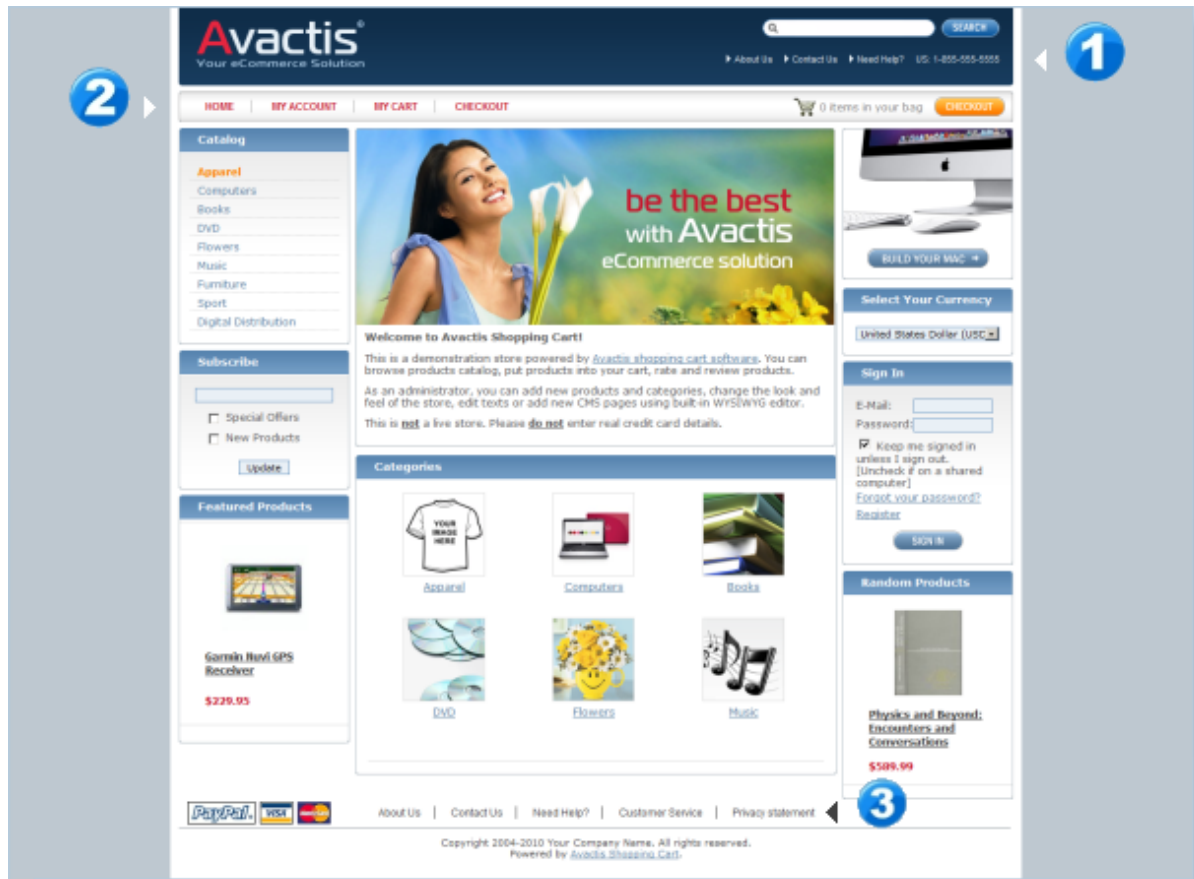 Avactis®
Your eCommerce Solution
SEARCH
About Us Contact Us Need Help? US: 1-855-555-5555
1
2
HOME | MY ACCOUNT | MY CART | CHECKOUT
0 items in your bag CHECKOUT
Catalog
Apparel
Computers
Books
DVD
Flowers
Music
Furniture
Sport
Digital Distribution
Subscribe
Special Offers
New Products
Update
Featured Products
Garmin Nuvi GPS
Receiver
$229.95
be the best
with Avactis
eCommerce solution
Welcome to Avactis Shopping Cart!
This is a demonstration store powered by Avactis shopping cart software. You can
browse products catalog, put products into your cart, rate and review products.
As an administrator, you can add new products and categories, change the look and
feel of the store, edit texts or add new CMS pages using built-in WYSIWYG editor.
This is not a live store. Please do not enter real credit card details.
Categories
YOUR
IMAGE
HERE
Apparel
Computers
Books
DVD
Flowers
Music
BUILD YOUR MAC
Select Your Currency
United States Dollar (USD
Sign In
E-Mail:
Password:
Keep me signed in
unless I sign out.
[Uncheck if on a shared
computer]
Forgot your password?
Register
SIGN IN
Random Products
Physics and Beyond:
Encounters and
Conversations
$589.99
PayPal. VISA MasterCard
About Us | Contact Us | Need Help? | Customer Service | Privacy statement
3
Copyright 2004-2010 Your Company Name. All rights reserved.
Powered by Avactis Shopping Cart.